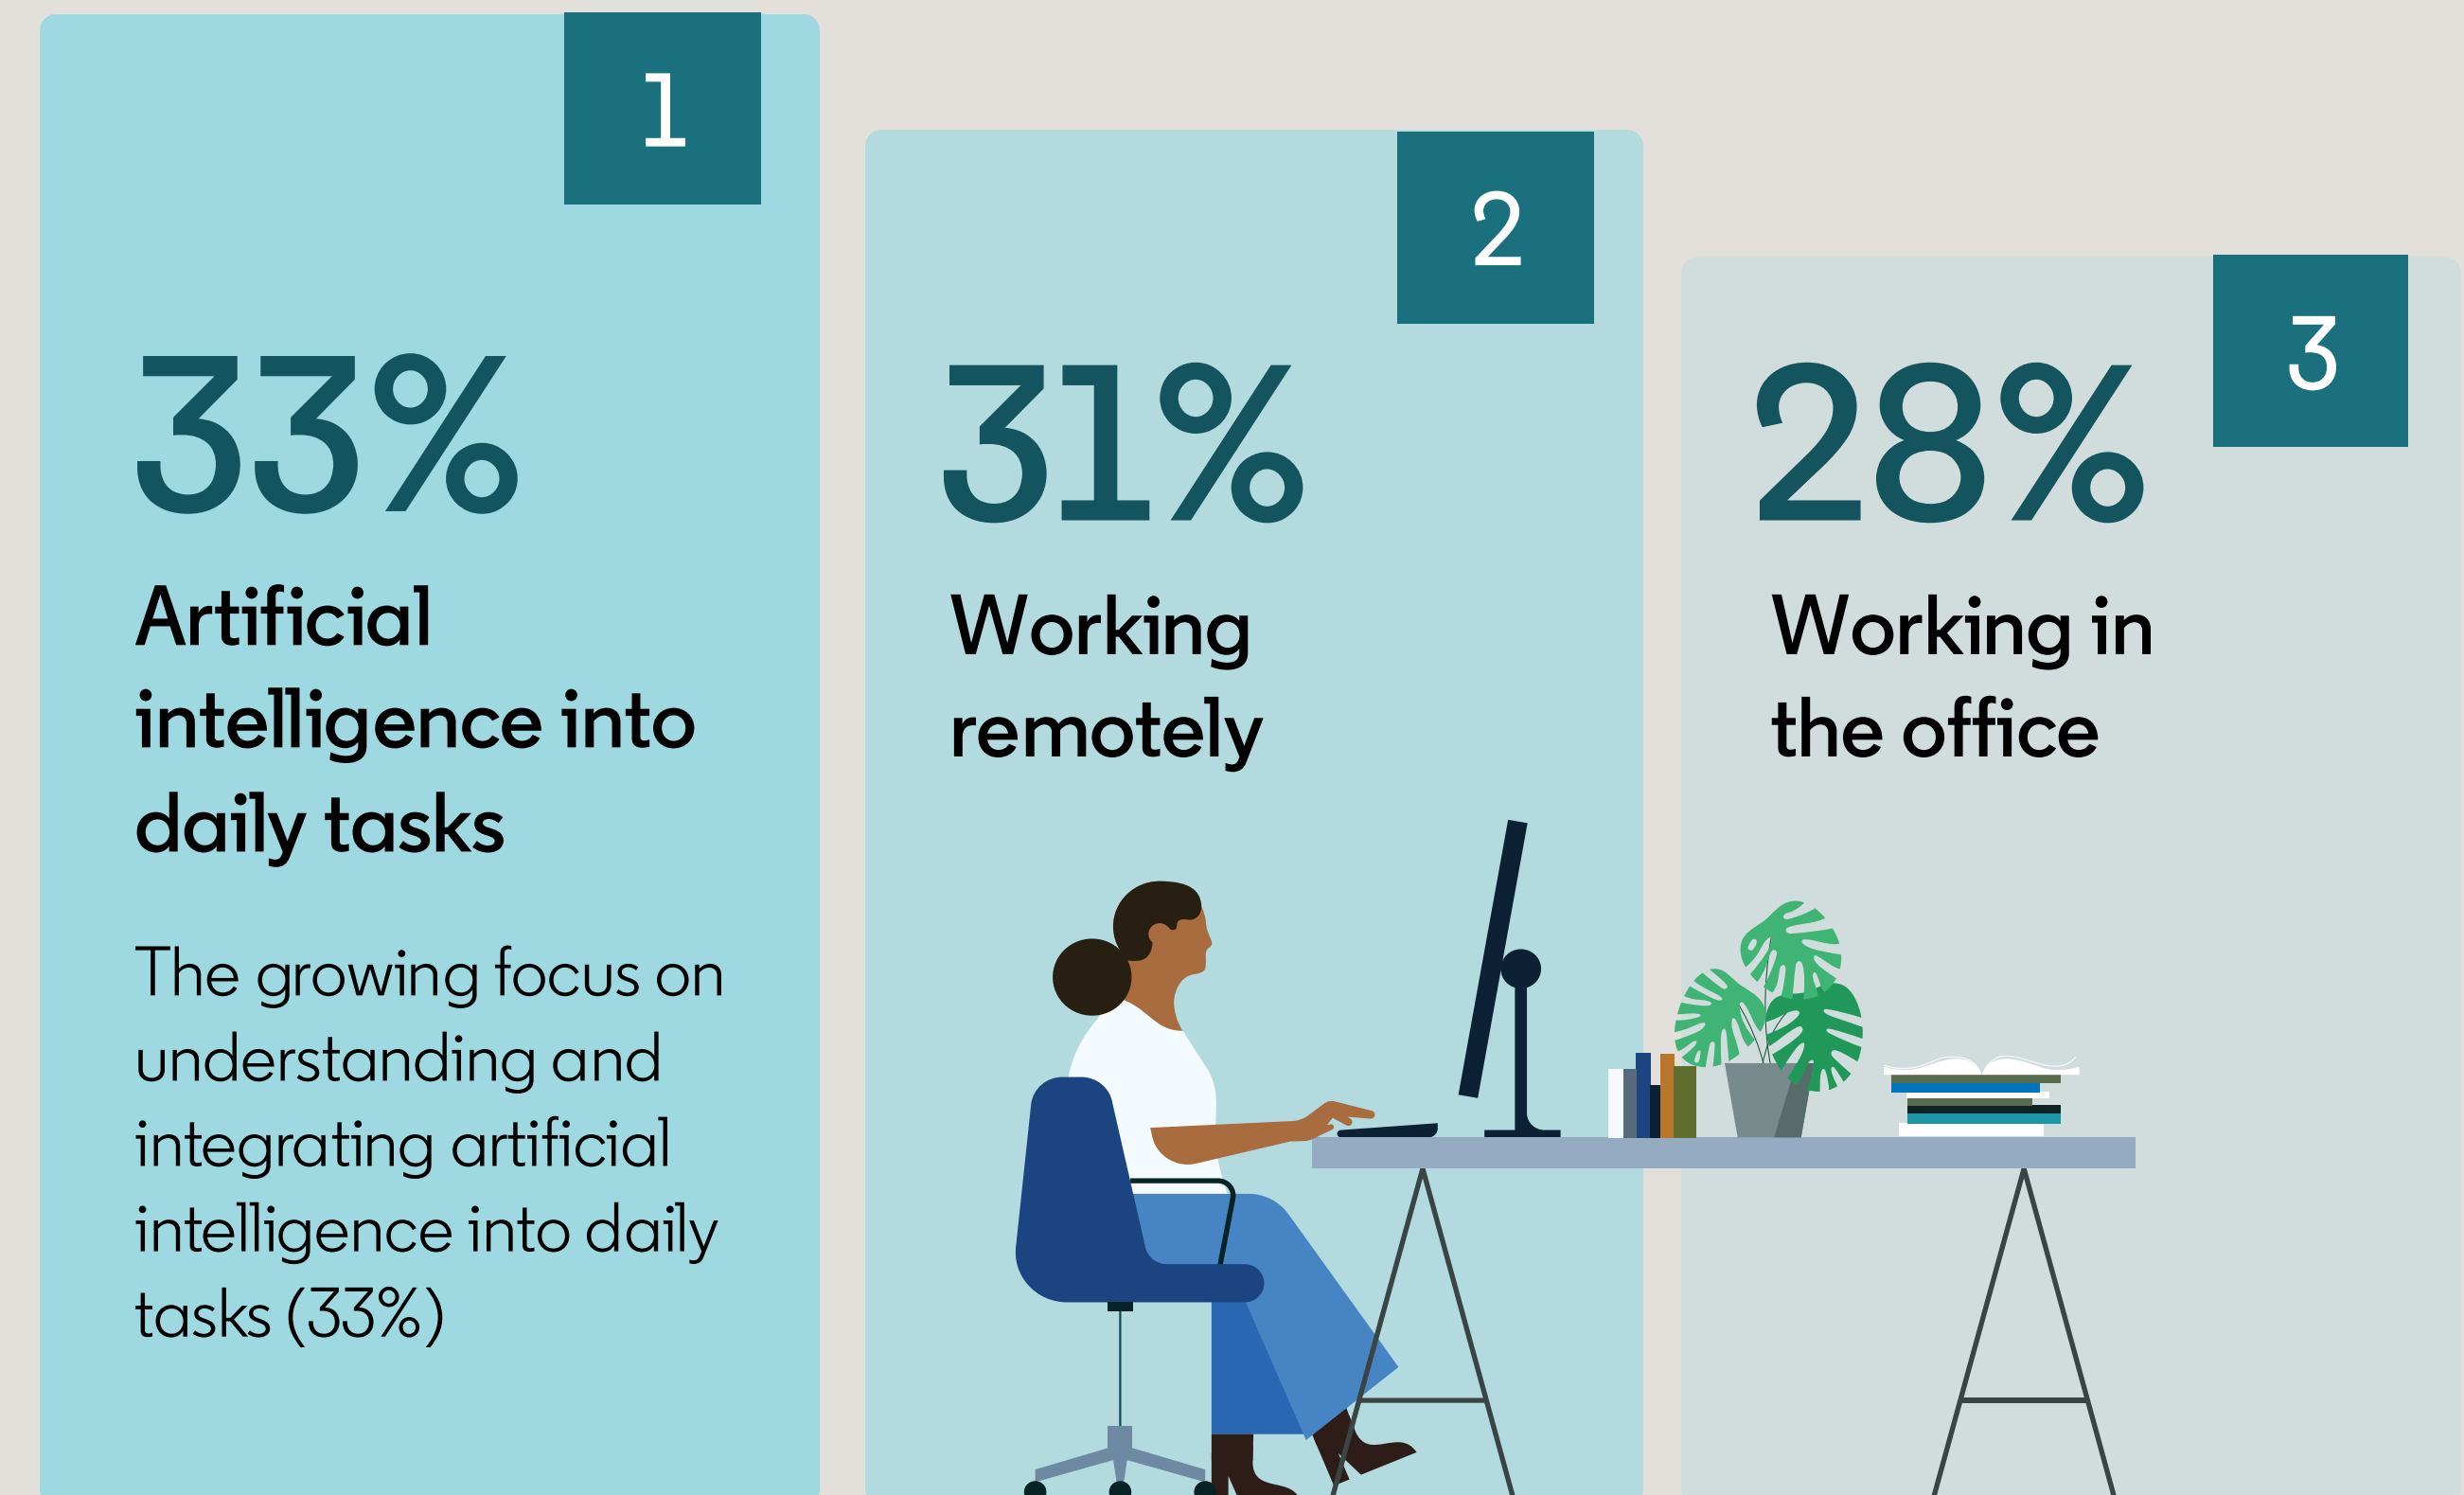 1
33%
Artificial
intelligence into
daily tasks
The growing focus on
understanding and
integrating artificial
intelligence into daily
tasks (33%)
2
31%
Working
remotely
3
28%
Working in
the office